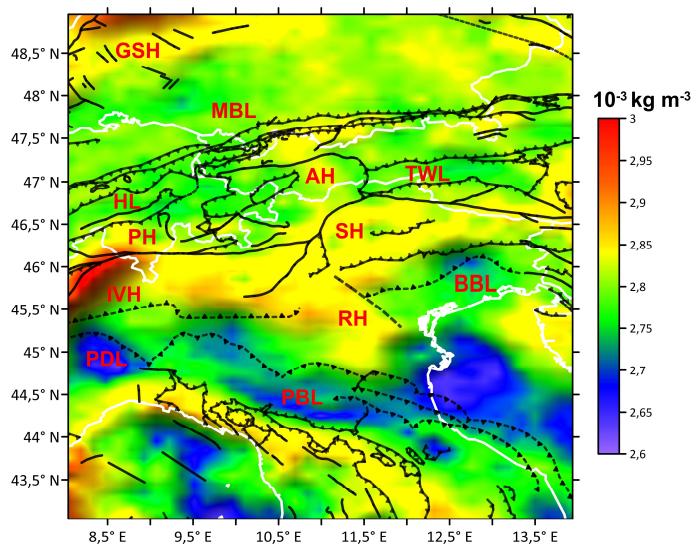 48,5° N
48° N
47,5° N
47° N
46,5° N
46° N
45,5° N
45° N
44,5° N
44° N
43,5° N
8,5° E
9,5° E
10,5° E
11,5° E
12,5° E
13,5° E
GSH
MBL
AH
TWL
HL
PH
SH
BBL
IVH
RH
PDL
PBL
10⁻³ kg m⁻³
3
2,95
2,9
2,85
2,8
2,75
2,7
2,65
2,6